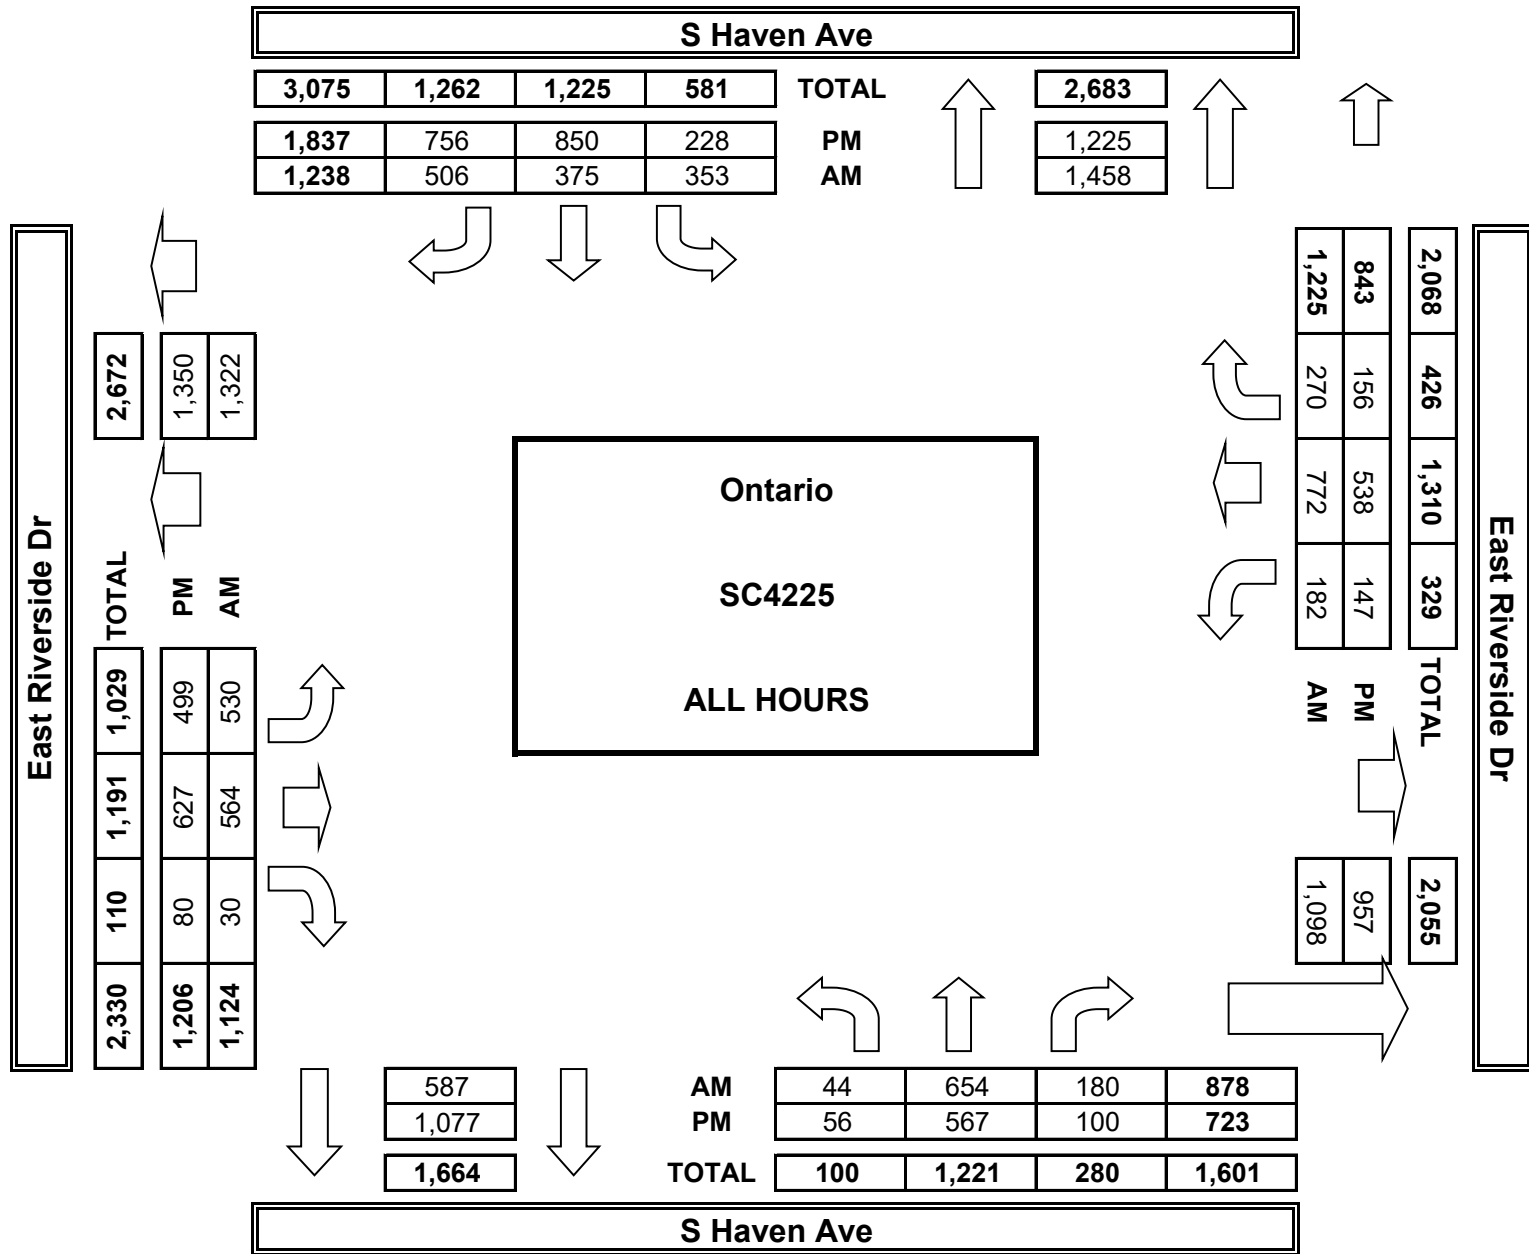 S Haven Ave
3,075 1,262 1,225 581 TOTAL 2,683
1,837 756 850 228 PM 1,225
1,238 506 375 353 AM 1,458
East Riverside Dr
2,672
1,350
1,322
TOTAL PM AM
1,029 499 530
1,191 627 564
110 80 30
2,330 1,206 1,124
Ontario
SC4225
ALL HOURS
1,225 843 2,068
270 156 426
772 538 1,310
182 147 329
AM PM TOTAL
1,098 957 2,055
East Riverside Dr
587 AM 44 654 180 878
1,077 PM 56 567 100 723
1,664 TOTAL 100 1,221 280 1,601
S Haven Ave